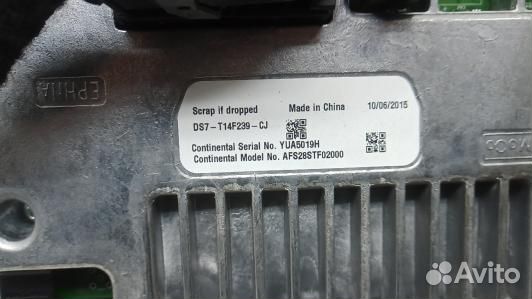 Scrap if dropped Made in China 10/06/2015
DS7-T14F239-CJ
Continental Serial No. YUA5019H
Continental Model No. AFS28STF02000
Avito